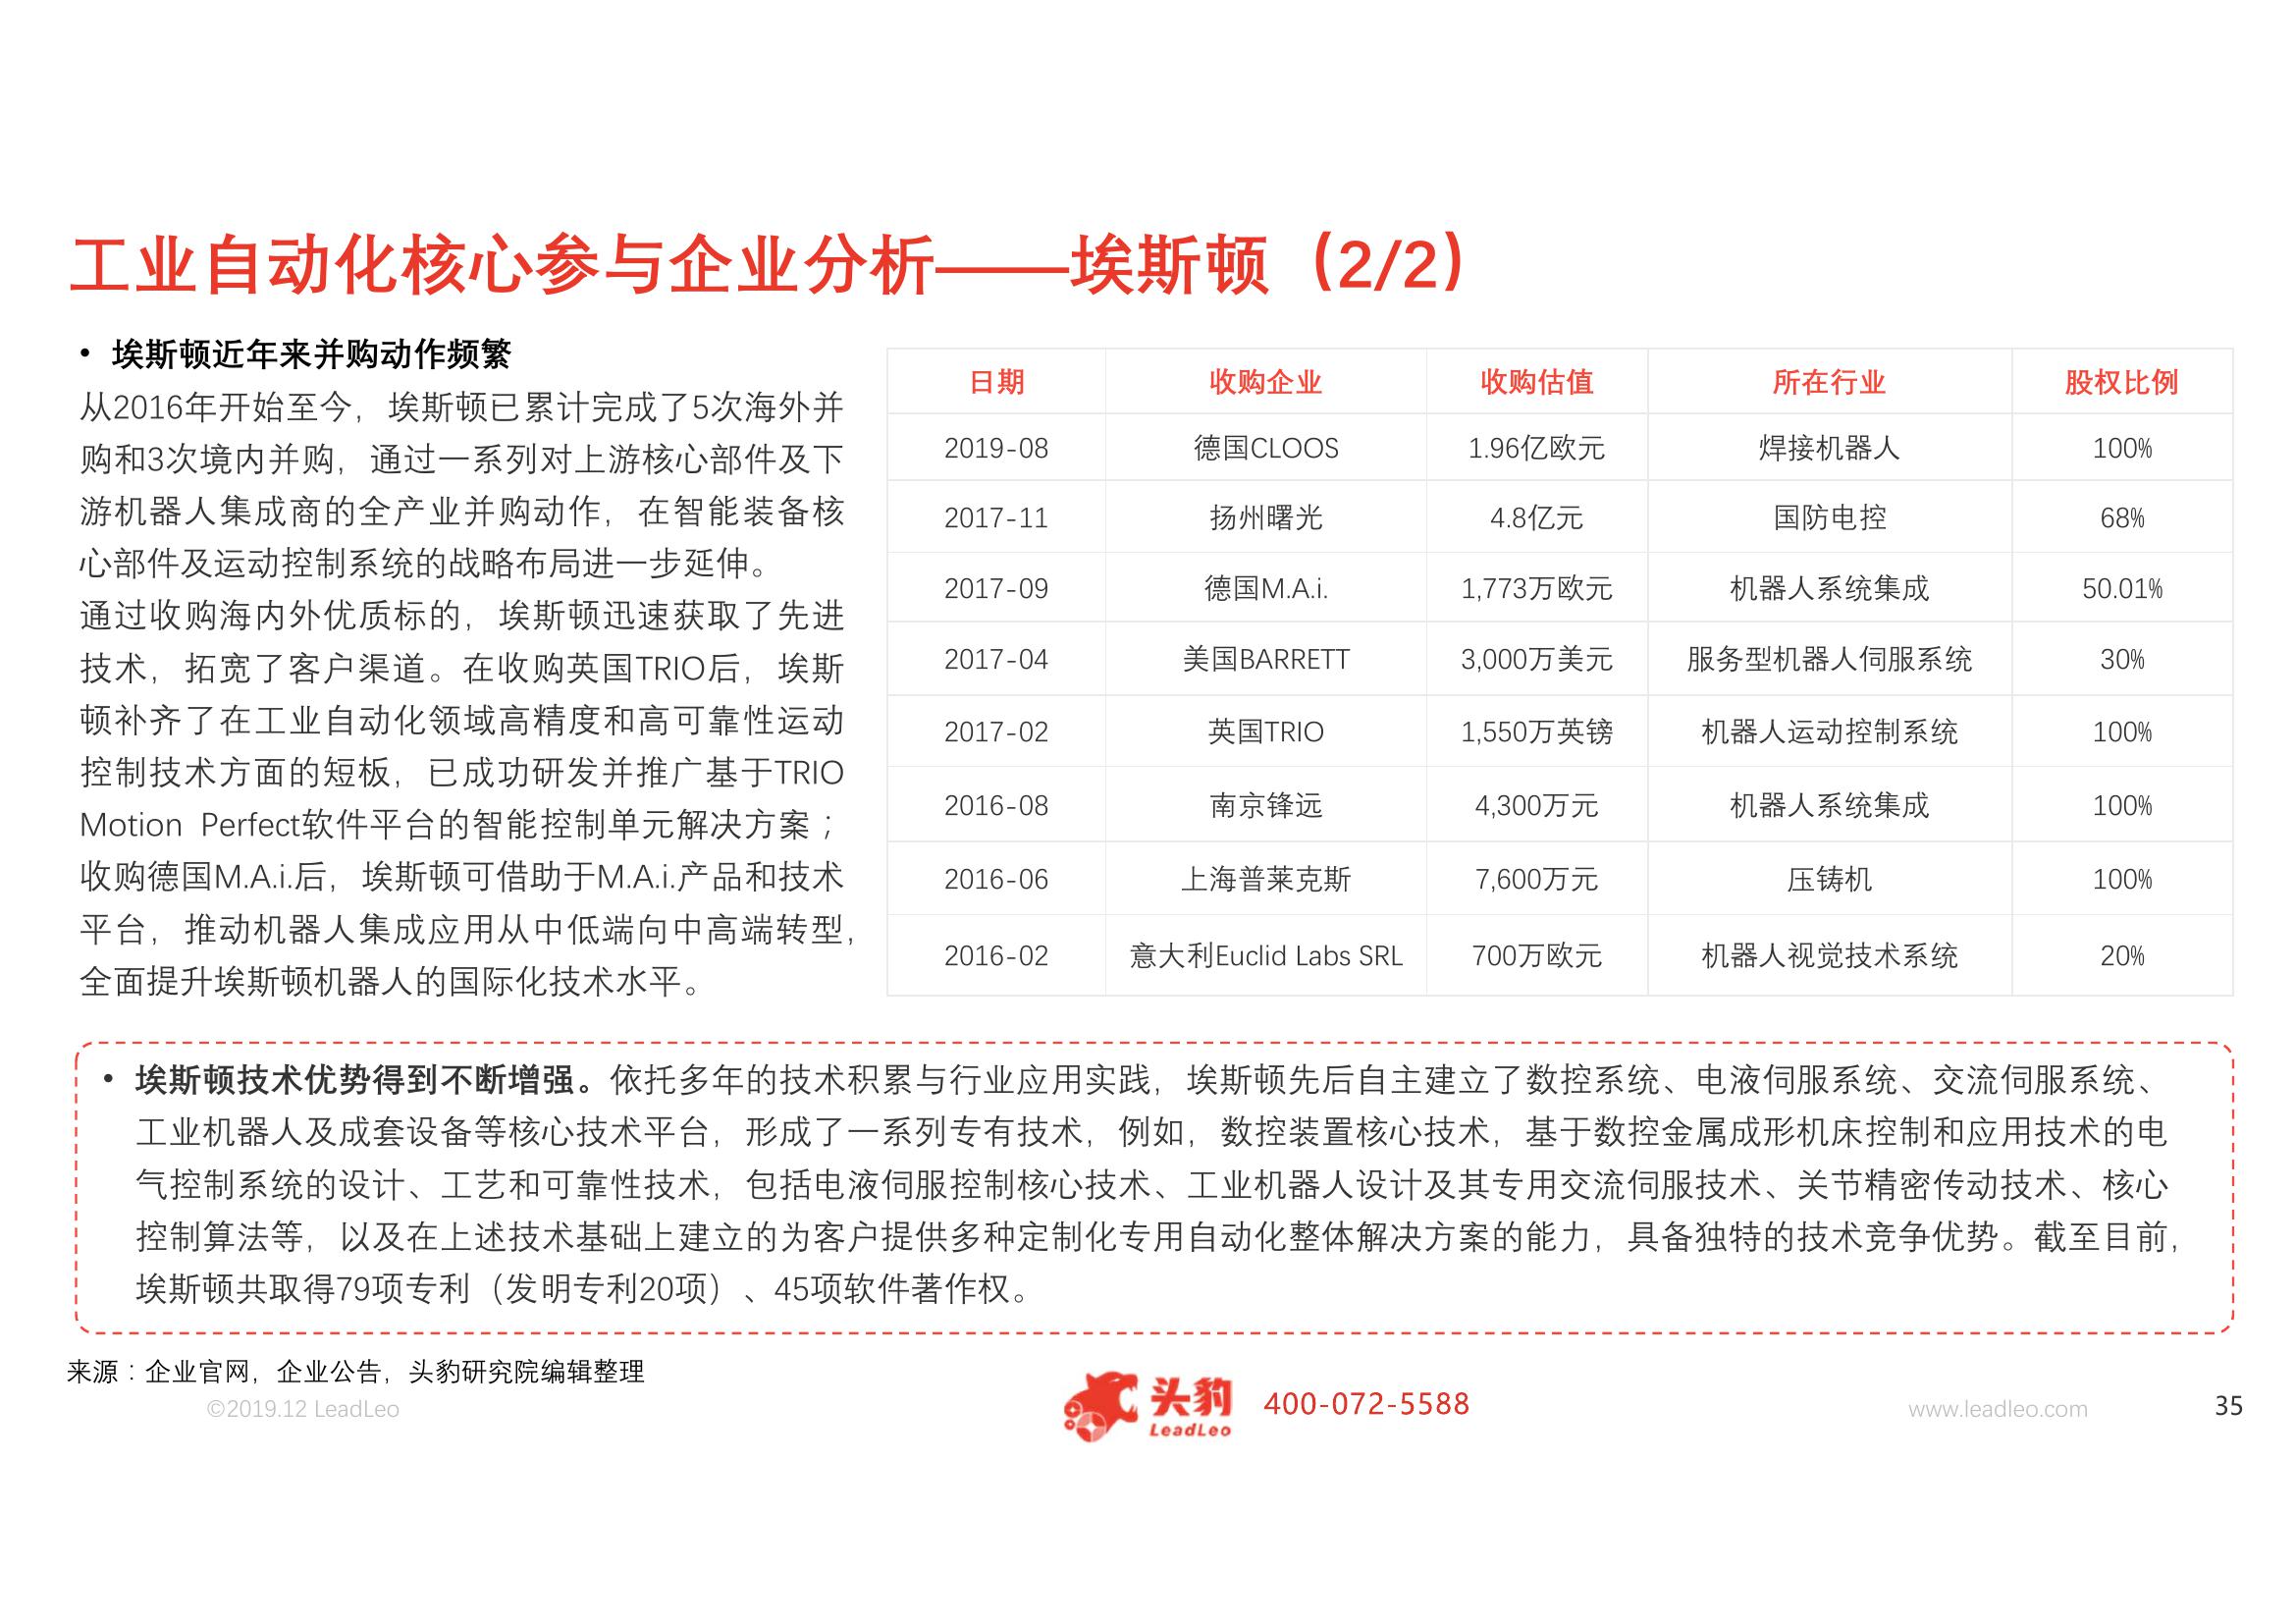 工业自动化核心参与企业分析——埃斯顿（2/2）
• 埃斯顿近年来并购动作频繁
从2016年开始至今，埃斯顿已累计完成了5次海外并
购和3次境内并购，通过一系列对上游核心部件及下
游机器人集成商的全产业并购动作，在智能装备核
心部件及运动控制系统的战略布局进一步延伸。
通过收购海内外优质标的，埃斯顿迅速获取了先进
技术，拓宽了客户渠道。在收购英国TRIO后，埃斯
顿补齐了在工业自动化领域高精度和高可靠性运动
控制技术方面的短板，已成功研发并推广基于TRIO
Motion Perfect软件平台的智能控制单元解决方案；
收购德国M.A.i.后，埃斯顿可借助于M.A.i.产品和技术
平台，推动机器人集成应用从中低端向中高端转型，
全面提升埃斯顿机器人的国际化技术水平。
日期 收购企业 收购估值 所在行业 股权比例
2019-08 德国CLOOS 1.96亿欧元 焊接机器人 100%
2017-11 扬州曙光 4.8亿元 国防电控 68%
2017-09 德国M.A.i. 1,773万欧元 机器人系统集成 50.01%
2017-04 美国BARRETT 3,000万美元 服务型机器人伺服系统 30%
2017-02 英国TRIO 1,550万英镑 机器人运动控制系统 100%
2016-08 南京锋远 4,300万元 机器人系统集成 100%
2016-06 上海普莱克斯 7,600万元 压铸机 100%
2016-02 意大利Euclid Labs SRL 700万欧元 机器人视觉技术系统 20%
• 埃斯顿技术优势得到不断增强。依托多年的技术积累与行业应用实践，埃斯顿先后自主建立了数控系统、电液伺服系统、交流伺服系统、
工业机器人及成套设备等核心技术平台，形成了一系列专有技术，例如，数控装置核心技术，基于数控金属成形机床控制和应用技术的电
气控制系统的设计、工艺和可靠性技术，包括电液伺服控制核心技术、工业机器人设计及其专用交流伺服技术、关节精密传动技术、核心
控制算法等，以及在上述技术基础上建立的为客户提供多种定制化专用自动化整体解决方案的能力，具备独特的技术竞争优势。截至目前，
埃斯顿共取得79项专利（发明专利20项）、45项软件著作权。
来源：企业官网，企业公告，头豹研究院编辑整理
©2019.12 LeadLeo
头豹
LeadLeo
400-072-5588
www.leadleo.com
35